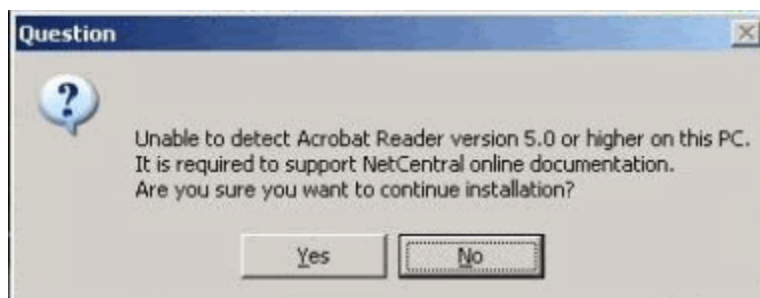 Question
Unable to detect Acrobat Reader version 5.0 or higher on this PC.
It is required to support NetCentral online documentation.
Are you sure you want to continue installation?
Yes
No